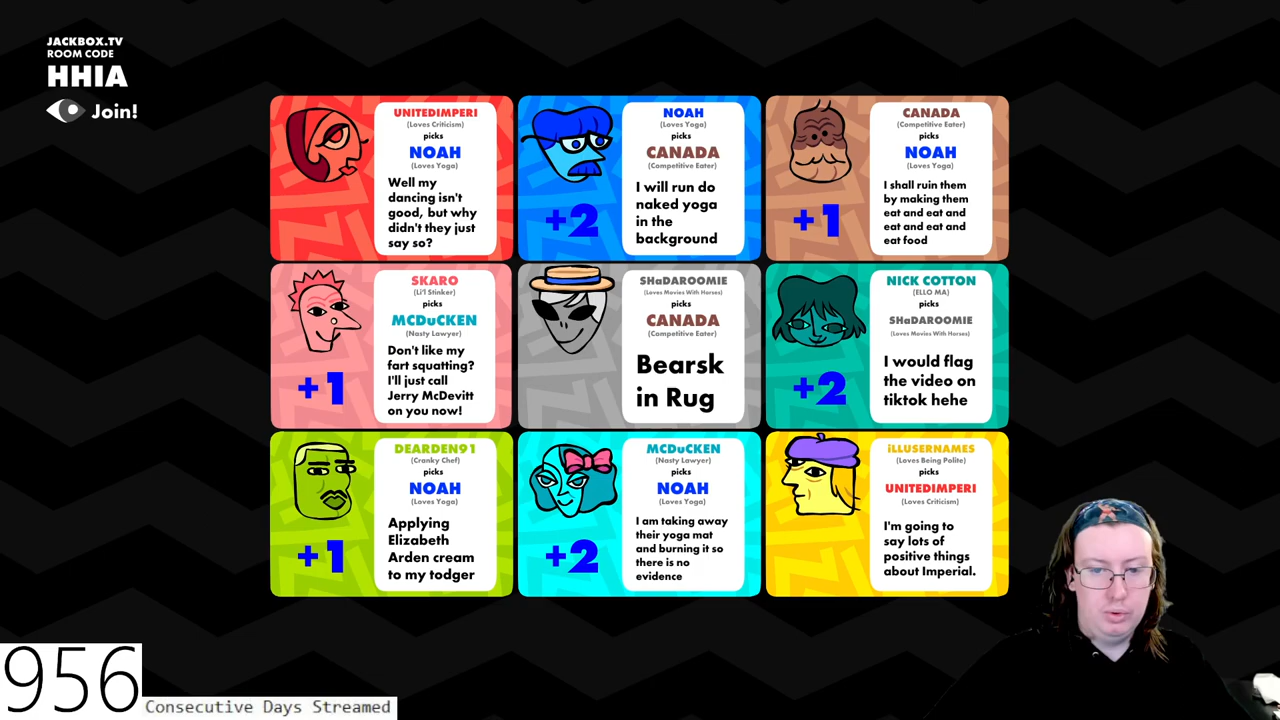 JACKBOX.TV
ROOM CODE
HHIA
Join!
UNITEDIMPERI
(Loves Criticism)
picks
NOAH
(Loves Yoga)
Well my
dancing isn't
good, but why
didn't they just
say so?
NOAH
(Loves Yoga)
picks
CANADA
(Competitive Eater)
I will run do
naked yoga
in the
background
+2
CANADA
(Competitive Eater)
picks
NOAH
(Loves Yoga)
I shall ruin them
by making them
eat and eat and
eat and eat and
eat food
+1
SKARO
(Li'l Stinker)
picks
MCDuCKEN
(Nasty Lawyer)
Don't like my
fart squatting?
I'll just call
Jerry McDevitt
on you now!
+1
SHaDAROOMIE
(Loves Movies With Horses)
picks
CANADA
(Competitive Eater)
Bearsk
in Rug
NICK COTTON
(ELLO MA)
picks
SHaDAROOMIE
(Loves Movies With Horses)
I would flag
the video on
tiktok hehe
+2
DEARDEN91
(Cranky Chef)
picks
NOAH
(Loves Yoga)
Applying
Elizabeth
Arden cream
to my todger
+1
MCDuCKEN
(Nasty Lawyer)
picks
NOAH
(Loves Yoga)
I am taking away
their yoga mat
and burning it so
there is no
evidence
+2
iLLUSERNAMES
(Loves Being Polite)
picks
UNITEDIMPERI
(Loves Criticism)
I'm going to
say lots of
positive things
about Imperial.
956
Consecutive Days Streamed